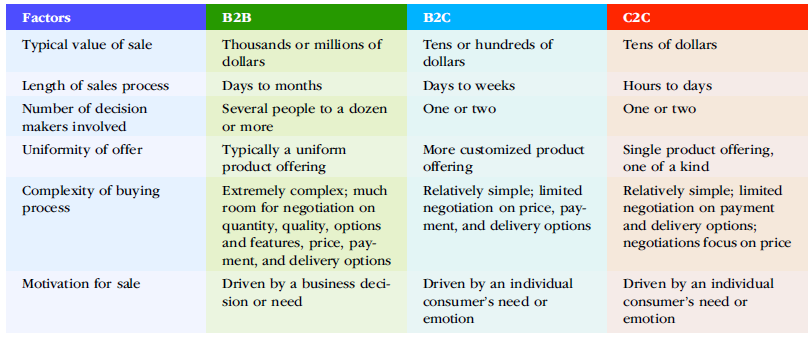 Factors B2B B2C C2C
Typical value of sale Thousands or millions of Tens or hundreds of Tens of dollars
dollars dollars
Length of sales process Days to months Days to weeks Hours to days
Number of decision Several people to a dozen One or two One or two
makers involved or more
Uniformity of offer Typically a uniform More customized product Single product offering,
product offering offering one of a kind
Complexity of buying Extremely complex; much Relatively simple; limited Relatively simple; limited
process room for negotiation on negotiation on price, pay- negotiation on payment
quantity, quality, options ment, and delivery options and delivery options;
and features, price, pay- negotiations focus on price
ment, and delivery options
Motivation for sale Driven by a business deci- Driven by an individual Driven by an individual
sion or need consumer's need or consumer's need or
emotion emotion